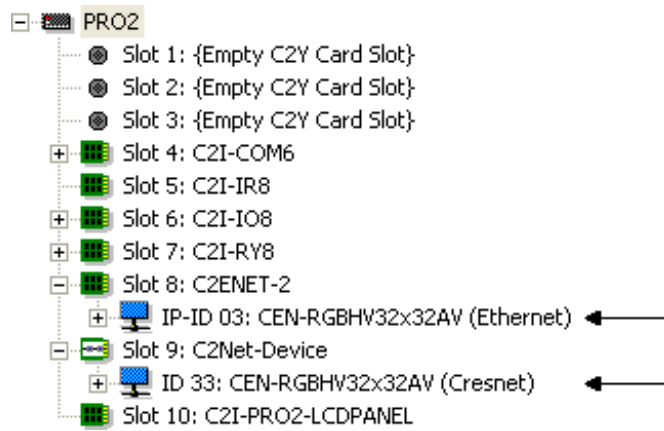 PRO2
Slot 1: {Empty C2Y Card Slot}
Slot 2: {Empty C2Y Card Slot}
Slot 3: {Empty C2Y Card Slot}
Slot 4: C2I-COM6
Slot 5: C2I-IR8
Slot 6: C2I-IO8
Slot 7: C2I-RY8
Slot 8: C2ENET-2
IP-ID 03: CEN-RGBHV32x32AV (Ethernet)
Slot 9: C2Net-Device
ID 33: CEN-RGBHV32x32AV (Cresnet)
Slot 10: C2I-PRO2-LCDPANEL